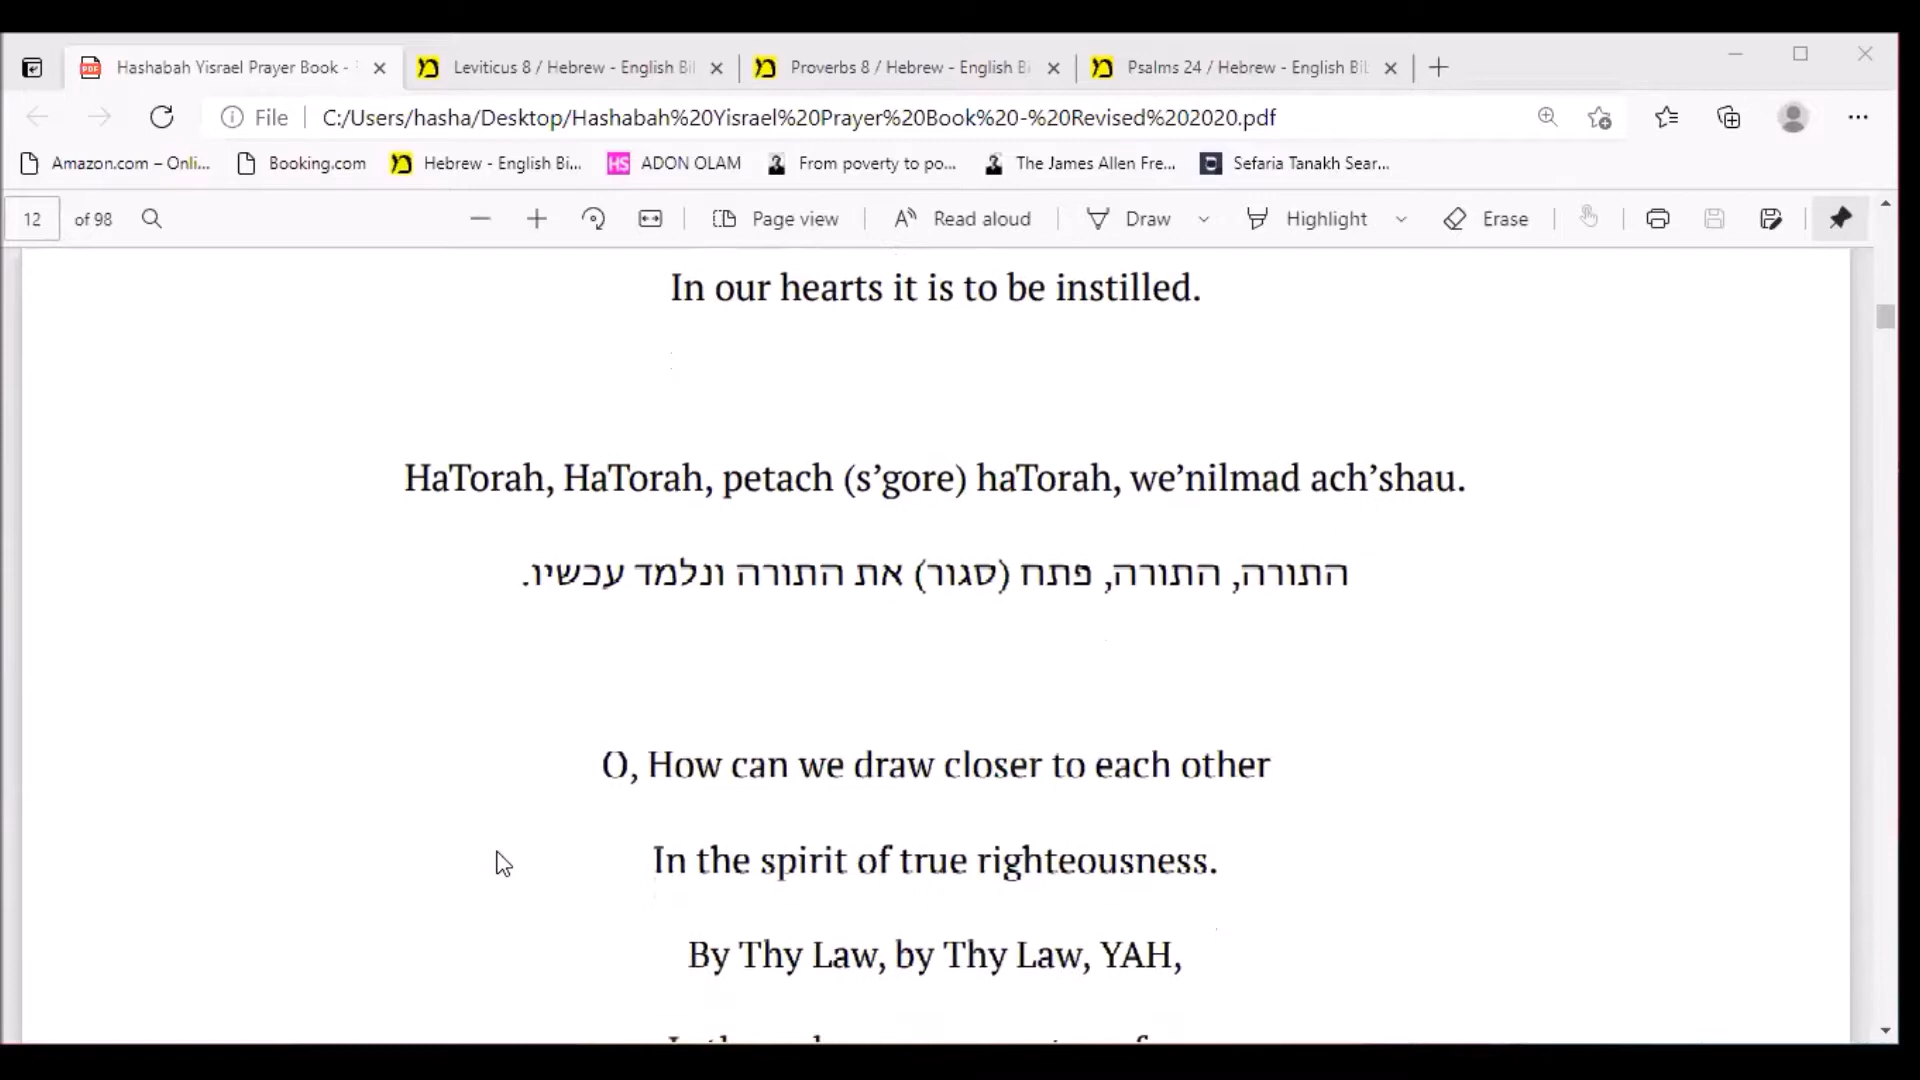 Hashabah Yisrael Prayer Book -
Leviticus 8 / Hebrew - English Bil
Proverbs 8 / Hebrew - English Bi
Psalms 24 / Hebrew - English Bib
File
C:/Users/hasha/Desktop/Hashabah%20Yisrael%20Prayer%20Book%20-%20Revised%202020.pdf
Amazon.com – Onli...
Booking.com
Hebrew - English Bi...
HS ADON OLAM
From poverty to po...
The James Allen Fre...
Sefaria Tanakh Sear...
12 of 98
Page view
Read aloud
Draw
Highlight
Erase
In our hearts it is to be instilled.
HaTorah, HaTorah, petach (s’gore) haTorah, we’nilmad ach’shau.
התורה, התורה, פתח (סגור) את התורה ונלמד עכשיו.
O, How can we draw closer to each other
In the spirit of true righteousness.
By Thy Law, by Thy Law, YAH,